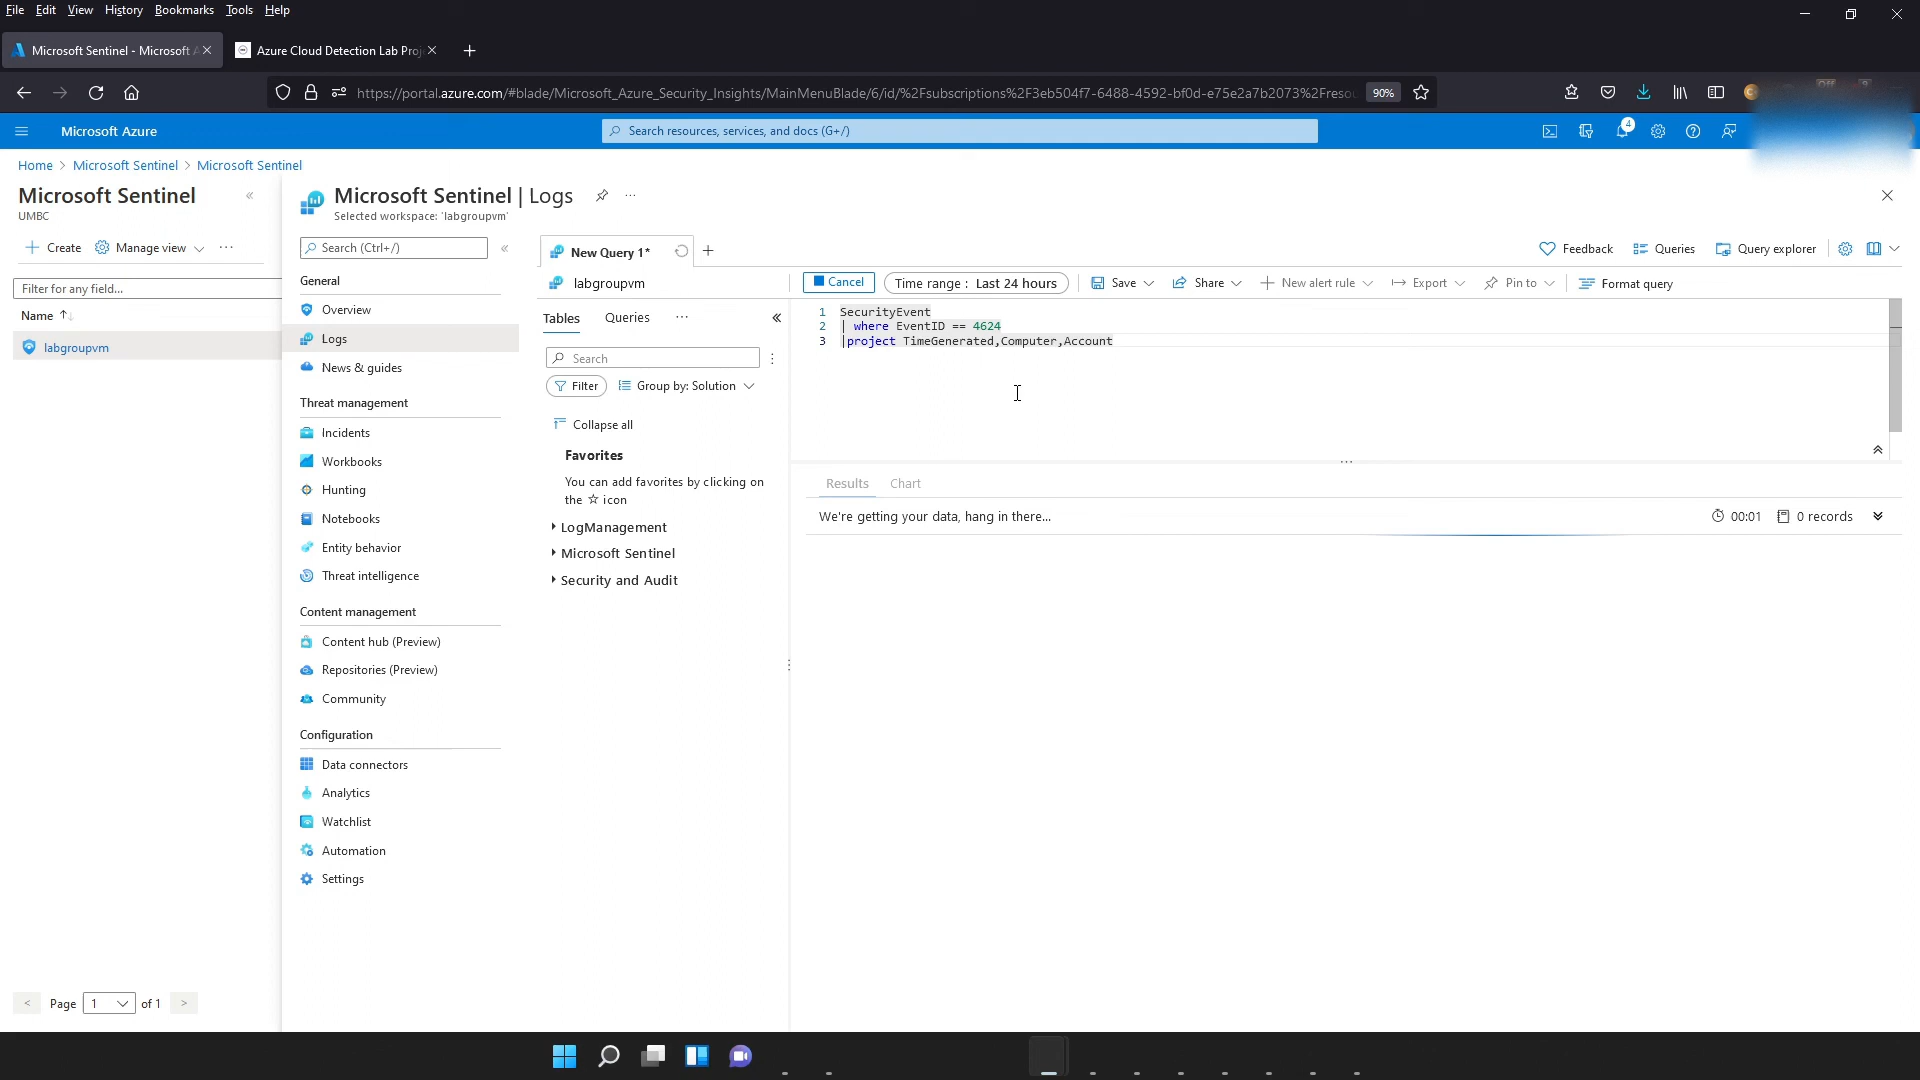 File Edit View History Bookmarks Tools Help
Microsoft Sentinel - Microsoft A
Azure Cloud Detection Lab Proj
https://portal.azure.com/#blade/Microsoft_Azure_Security_Insights/MainMenuBlade/6/id/%2Fsubscriptions%2F3eb504f7-6488-4592-bf0d-e75e2a7b2073%2Fresou
90%
Microsoft Azure
Search resources, services, and docs (G+/)
4
Home > Microsoft Sentinel > Microsoft Sentinel
Microsoft Sentinel
UMBC
Create
Manage view
Filter for any field...
Name
labgroupvm
< Page 1 of 1 >
Microsoft Sentinel | Logs
Selected workspace: 'labgroupvm'
Search (Ctrl+/)
General
Overview
Logs
News & guides
Threat management
Incidents
Workbooks
Hunting
Notebooks
Entity behavior
Threat intelligence
Content management
Content hub (Preview)
Repositories (Preview)
Community
Configuration
Data connectors
Analytics
Watchlist
Automation
Settings
New Query 1*
Feedback
Queries
Query explorer
labgroupvm
Cancel
Time range : Last 24 hours
Save
Share
New alert rule
Export
Pin to
Format query
Tables
Queries
Search
Filter
Group by: Solution
Collapse all
Favorites
You can add favorites by clicking on
the ☆ icon
LogManagement
Microsoft Sentinel
Security and Audit
1 SecurityEvent
2 | where EventID == 4624
3 |project TimeGenerated,Computer,Account
Results
Chart
We're getting your data, hang in there...
00:01
0 records